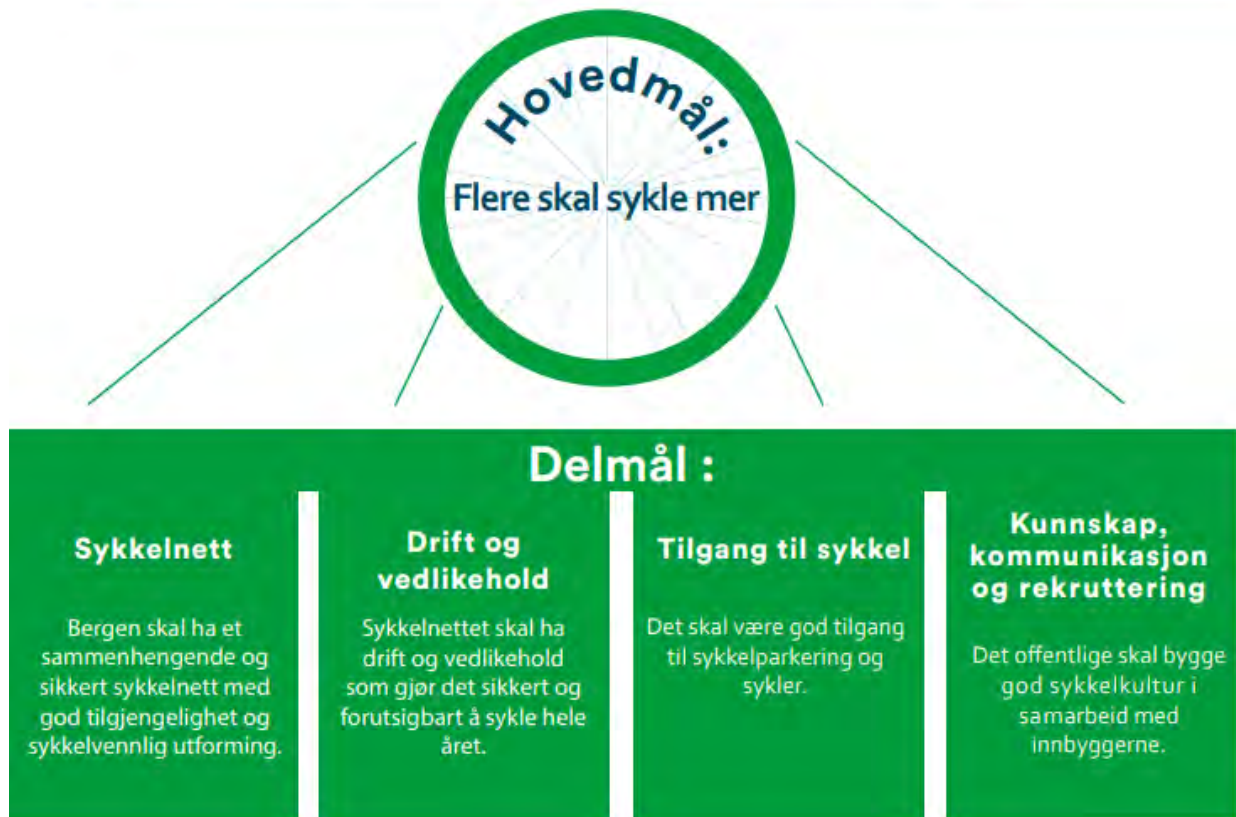 Hovedmål:
Flere skal sykle mer
Delmål :
Sykkelnett
Bergen skal ha et
sammenhengende og
sikkert sykkelnett med
god tilgjengelighet og
sykkelvennlig utforming.
Drift og
vedlikehold
Sykkelnettet skal ha
drift og vedlikehold
som gjør det sikkert og
forutsigbart å sykle hele
året.
Tilgang til sykkel
Det skal være god tilgang
til sykkelparkering og
sykler.
Kunnskap,
kommunikasjon
og rekruttering
Det offentlige skal bygge
god sykkelkultur i
samarbeid med
innbyggerne.